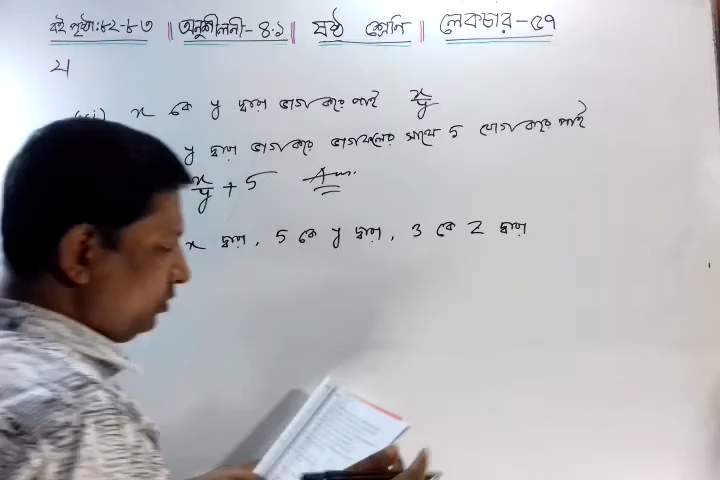 বই পৃষ্ঠা: ৮২-৮৩ || অনুশীলনী-৪.১ || ষষ্ঠ শ্রেণি || লেকচার-৫৭
২।
x কে y দ্বারা ভাগ করে পাই x/y
y দ্বারা ভাগ করে ভাগফলের সাথে 5 যোগ করে পাই
x/y + 5 Ans.
x দ্বারা, 5 কে y দ্বারা, 3 কে z দ্বারা